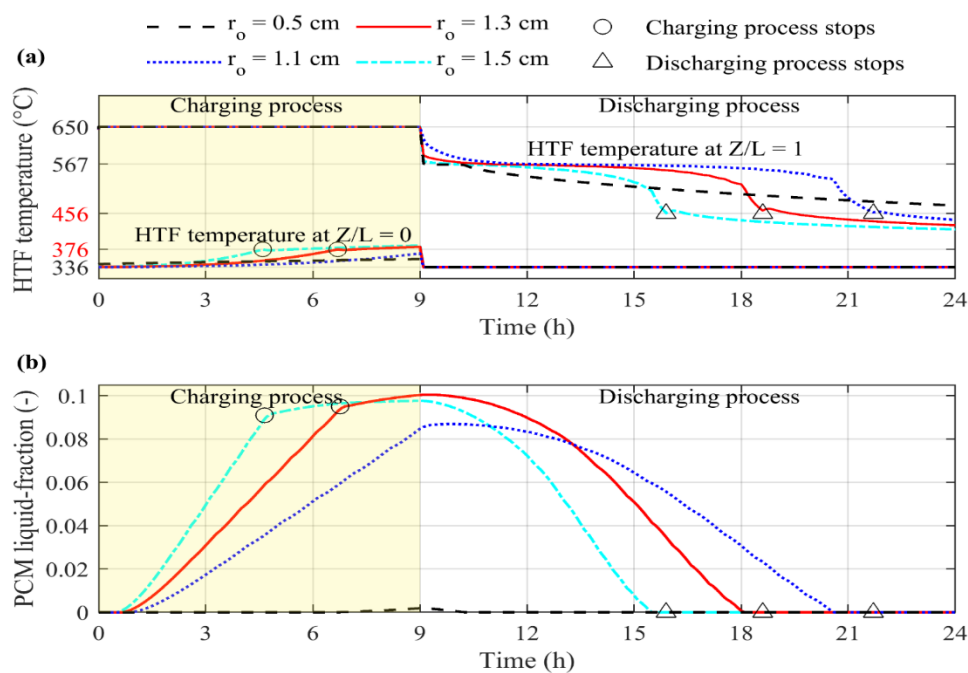 r_o = 0.5 cm r_o = 1.3 cm Charging process stops
r_o = 1.1 cm r_o = 1.5 cm Discharging process stops
(a)
Charging process Discharging process
HTF temperature (°C)
650
567
456
376
336
HTF temperature at Z/L = 1
HTF temperature at Z/L = 0
0 3 6 9 12 15 18 21 24
Time (h)
(b)
Charging process Discharging process
PCM liquid-fraction (-)
0.1
0.08
0.06
0.04
0.02
0
0 3 6 9 12 15 18 21 24
Time (h)